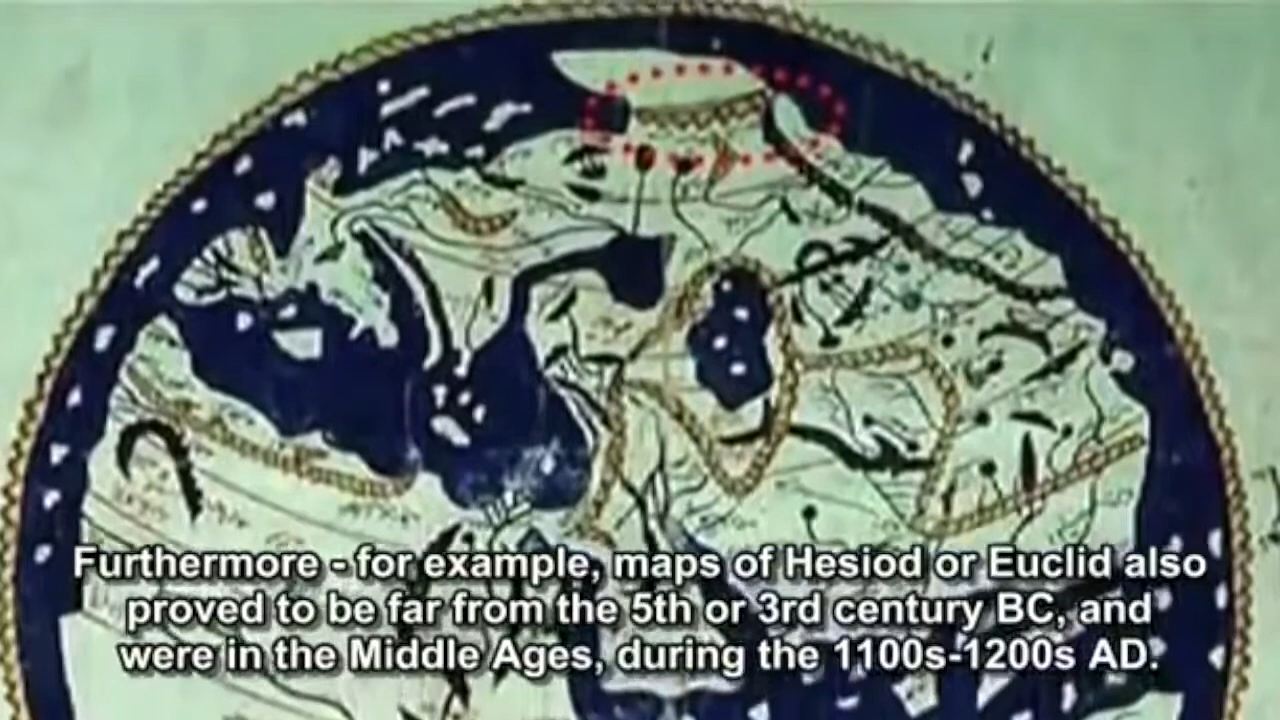 Furthermore - for example, maps of Hesiod or Euclid also
proved to be far from the 5th or 3rd century BC, and
were in the Middle Ages, during the 1100s-1200s AD.